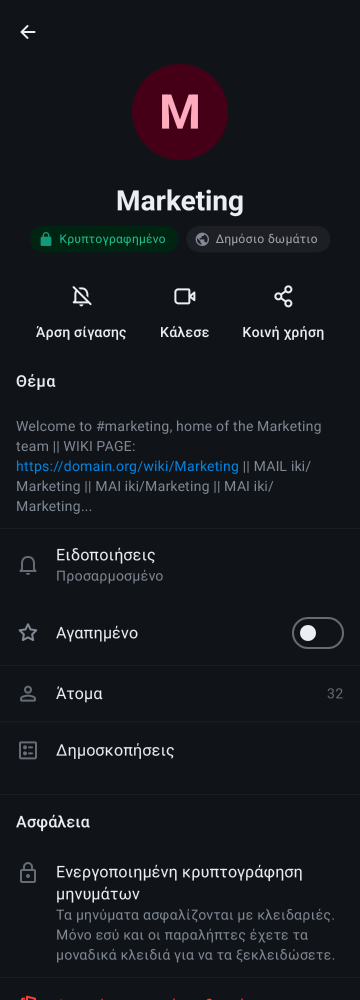 M
Marketing
Κρυπτογραφημένο
Δημόσιο δωμάτιο
Άρση σίγασης
Κάλεσε
Κοινή χρήση
Θέμα
Welcome to #marketing, home of the Marketing
team || WIKI PAGE:
https://domain.org/wiki/Marketing || MAIL iki/
Marketing || MAI iki/Marketing || MAI iki/
Marketing...
Ειδοποιήσεις
Προσαρμοσμένο
Αγαπημένο
Άτομα
32
Δημοσκοπήσεις
Ασφάλεια
Ενεργοποιημένη κρυπτογράφηση
μηνυμάτων
Τα μηνύματα ασφαλίζονται με κλειδαριές.
Μόνο εσύ και οι παραλήπτες έχετε τα
μοναδικά κλειδιά για να τα ξεκλειδώσετε.